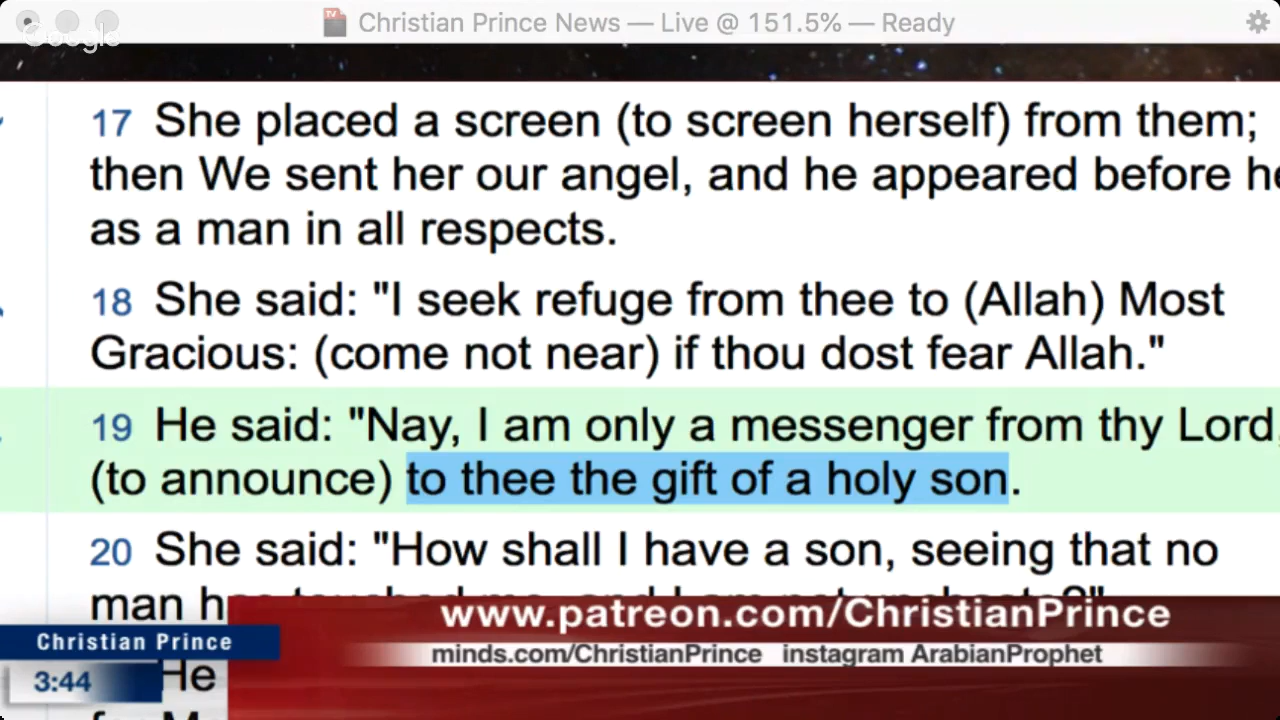 Christian Prince News — Live @ 151.5% — Ready
Google
17 She placed a screen (to screen herself) from them;
then We sent her our angel, and he appeared before he
as a man in all respects.
18 She said: "I seek refuge from thee to (Allah) Most
Gracious: (come not near) if thou dost fear Allah."
19 He said: "Nay, I am only a messenger from thy Lord,
(to announce) to thee the gift of a holy son.
20 She said: "How shall I have a son, seeing that no
man
www.patreon.com/ChristianPrince
Christian Prince
minds.com/ChristianPrince instagram ArabianProphet
3:44
He